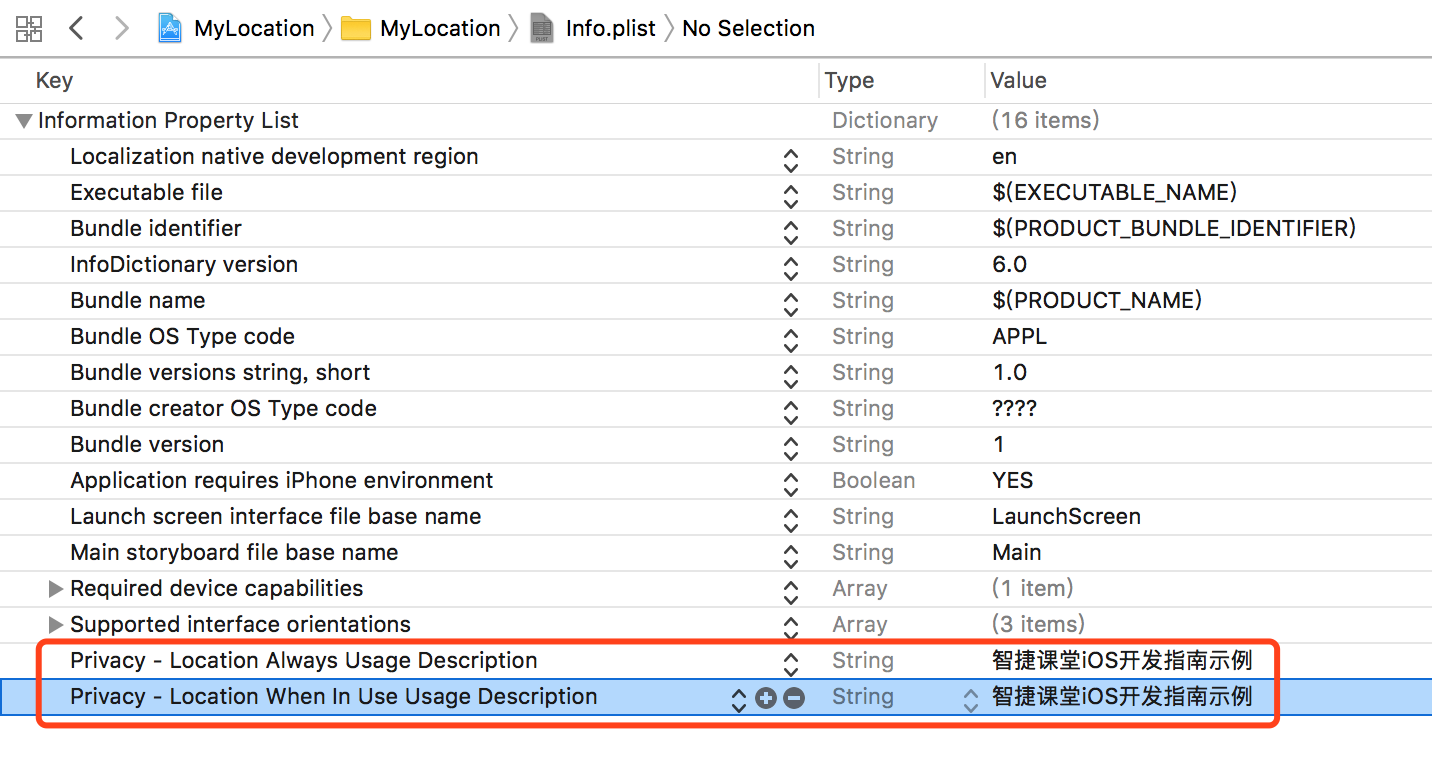 MyLocation MyLocation Info.plist No Selection
Key Type Value
Information Property List Dictionary (16 items)
Localization native development region String en
Executable file String $(EXECUTABLE_NAME)
Bundle identifier String $(PRODUCT_BUNDLE_IDENTIFIER)
InfoDictionary version String 6.0
Bundle name String $(PRODUCT_NAME)
Bundle OS Type code String APPL
Bundle versions string, short String 1.0
Bundle creator OS Type code String ????
Bundle version String 1
Application requires iPhone environment Boolean YES
Launch screen interface file base name String LaunchScreen
Main storyboard file base name String Main
Required device capabilities Array (1 item)
Supported interface orientations Array (3 items)
Privacy - Location Always Usage Description String 智捷课堂iOS开发指南示例
Privacy - Location When In Use Usage Description String 智捷课堂iOS开发指南示例